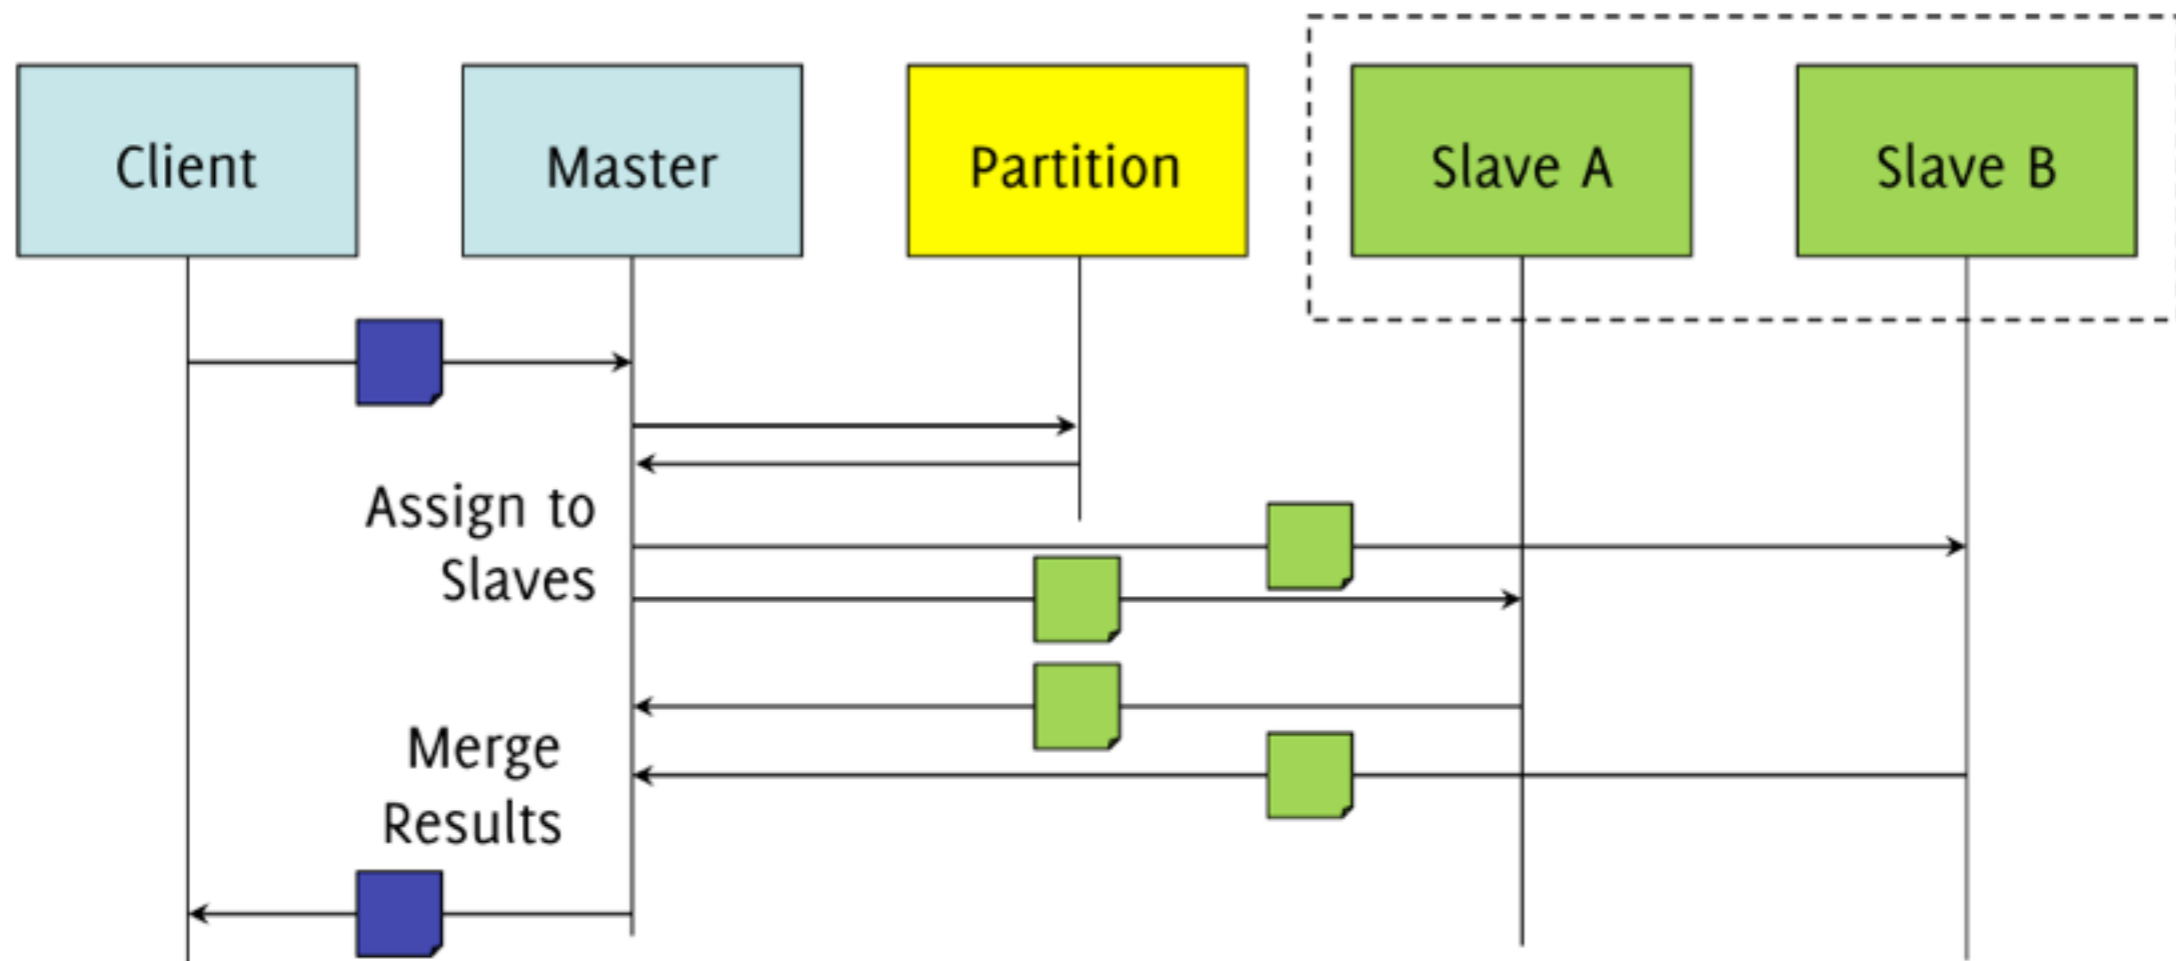 Client
Master
Partition
Slave A
Slave B
Assign to
Slaves
Merge
Results